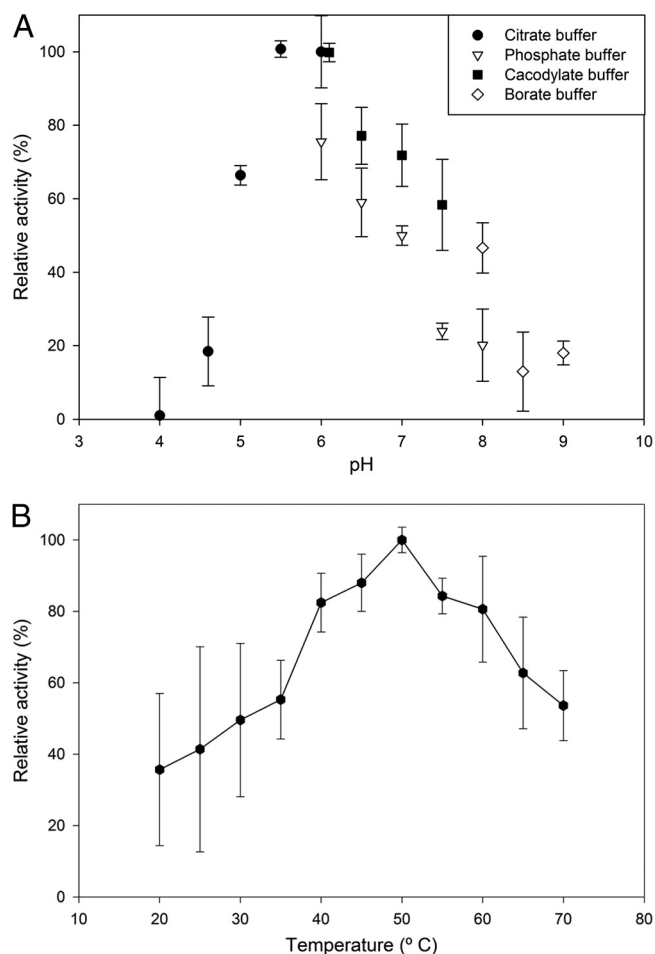 A
Relative activity (%)
100
80
60
40
20
0
Citrate buffer
Phosphate buffer
Cacodylate buffer
Borate buffer
3 4 5 6 7 8 9 10
pH
B
Relative activity (%)
100
80
60
40
20
0
10 20 30 40 50 60 70 80
Temperature (º C)